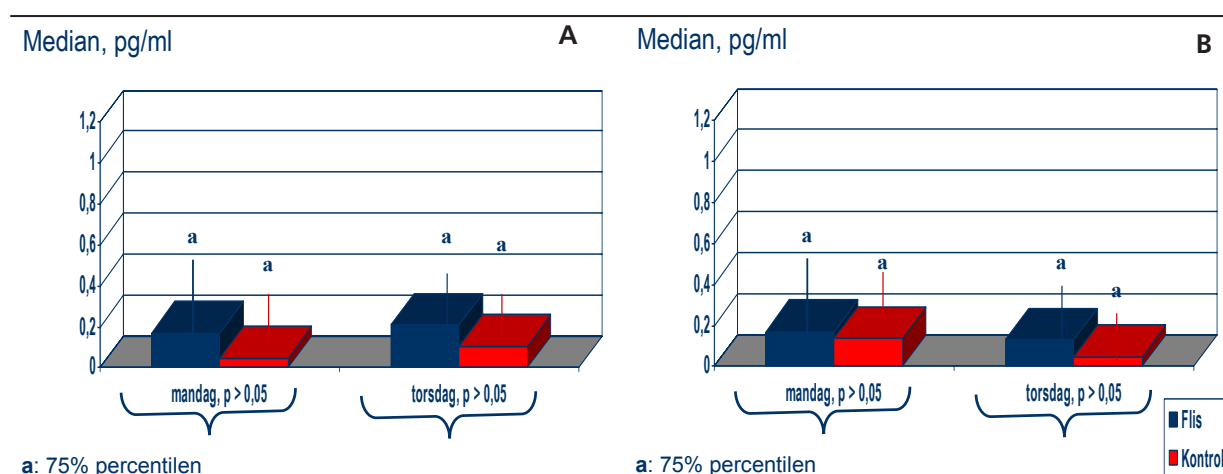 Median, pg/ml
A
1,2
1
0,8
0,6
0,4
0,2
0
a
a
a
a
mandag, p > 0,05
torsdag, p > 0,05
a: 75% percentilen
Median, pg/ml
B
1,2
1
0,8
0,6
0,4
0,2
0
a
a
a
a
mandag, p > 0,05
torsdag, p > 0,05
Flis
Kontrol
a: 75% percentilen